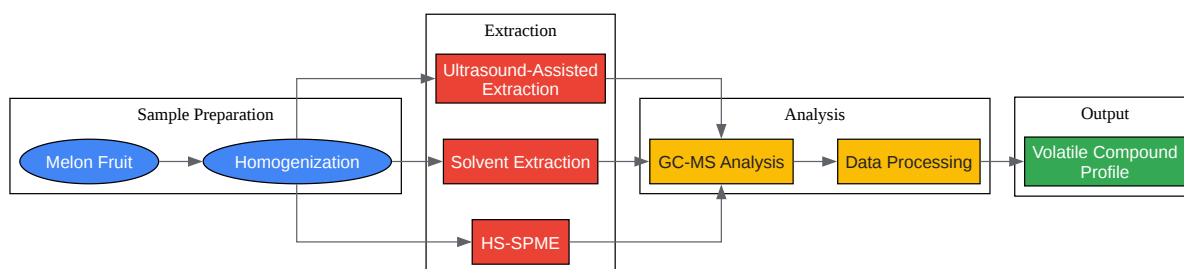 Extraction
Ultrasound-Assisted
Extraction
Sample Preparation
Analysis
Output
Melon Fruit
Homogenization
Solvent Extraction
GC-MS Analysis
Data Processing
Volatile Compound
Profile
HS-SPME